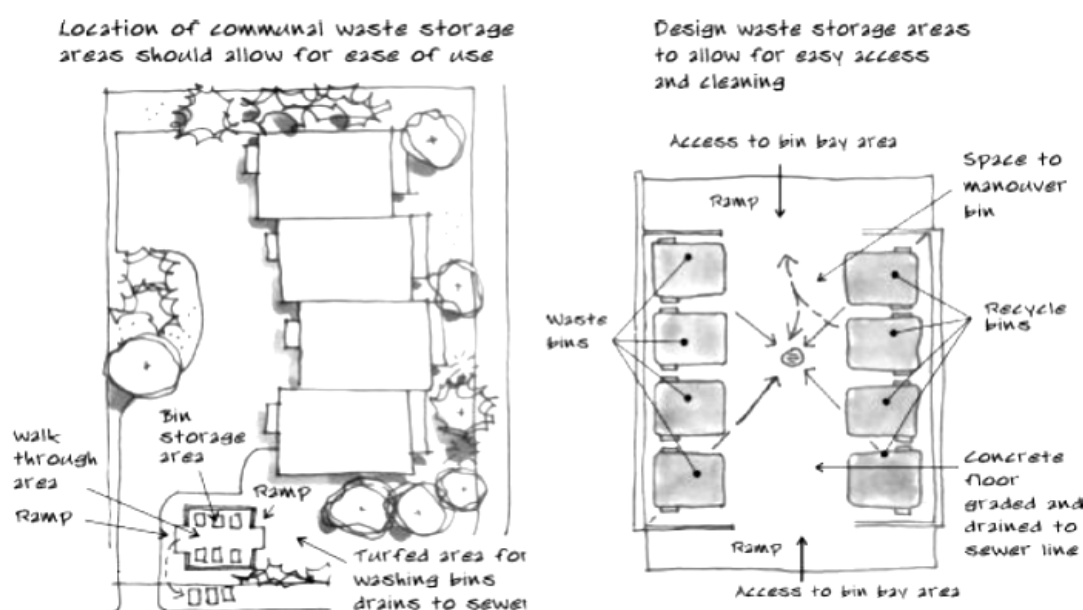 Location of communal waste storage
areas should allow for ease of use
Bin
storage
area
Walk
through
area
Ramp
Ramp
Turfed area for
washing bins
drains to sewer
Design waste storage areas
to allow for easy access
and cleaning
Access to bin bay area
Ramp
Space to
manouver
bin
Waste
bins
Recycle
bins
Concrete
floor
graded and
drained to
sewer line
Ramp
Access to bin bay area